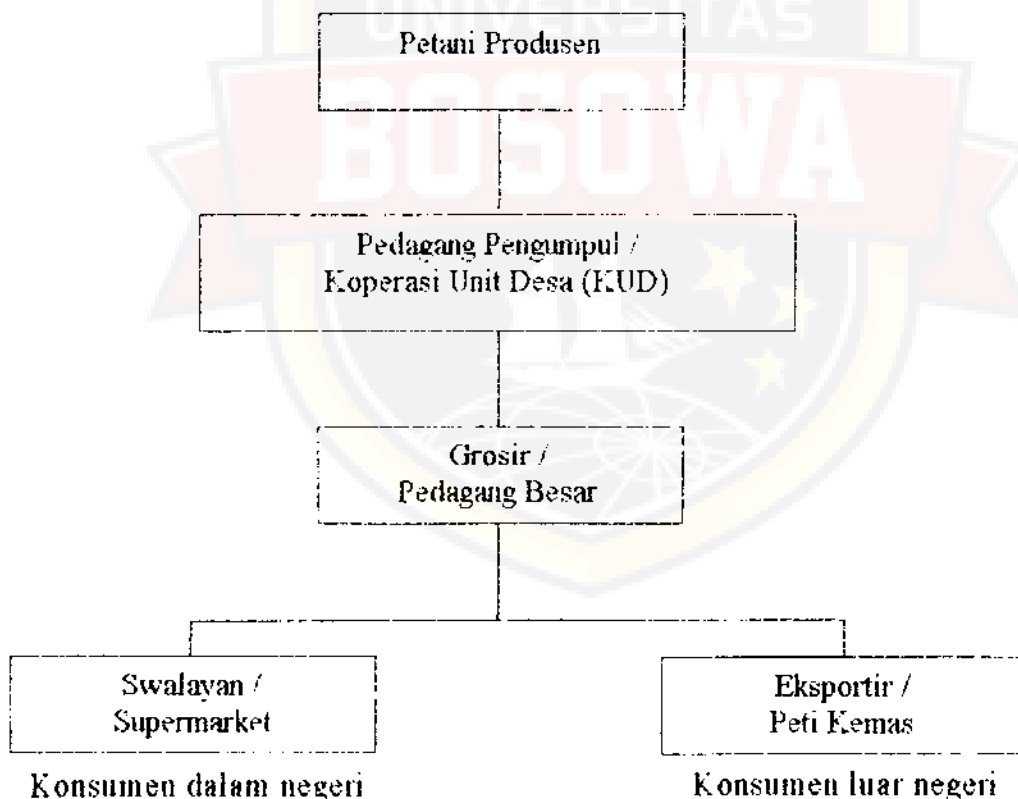 UNIVERSITAS
BOSOWA
Petani Produsen
Pedagang Pengumpul /
Koperasi Unit Desa (KUD)
Grosir /
Pedagang Besar
Swalayan /
Supermarket
Eksportir /
Peti Kemas
Konsumen dalam negeri
Konsumen luar negeri